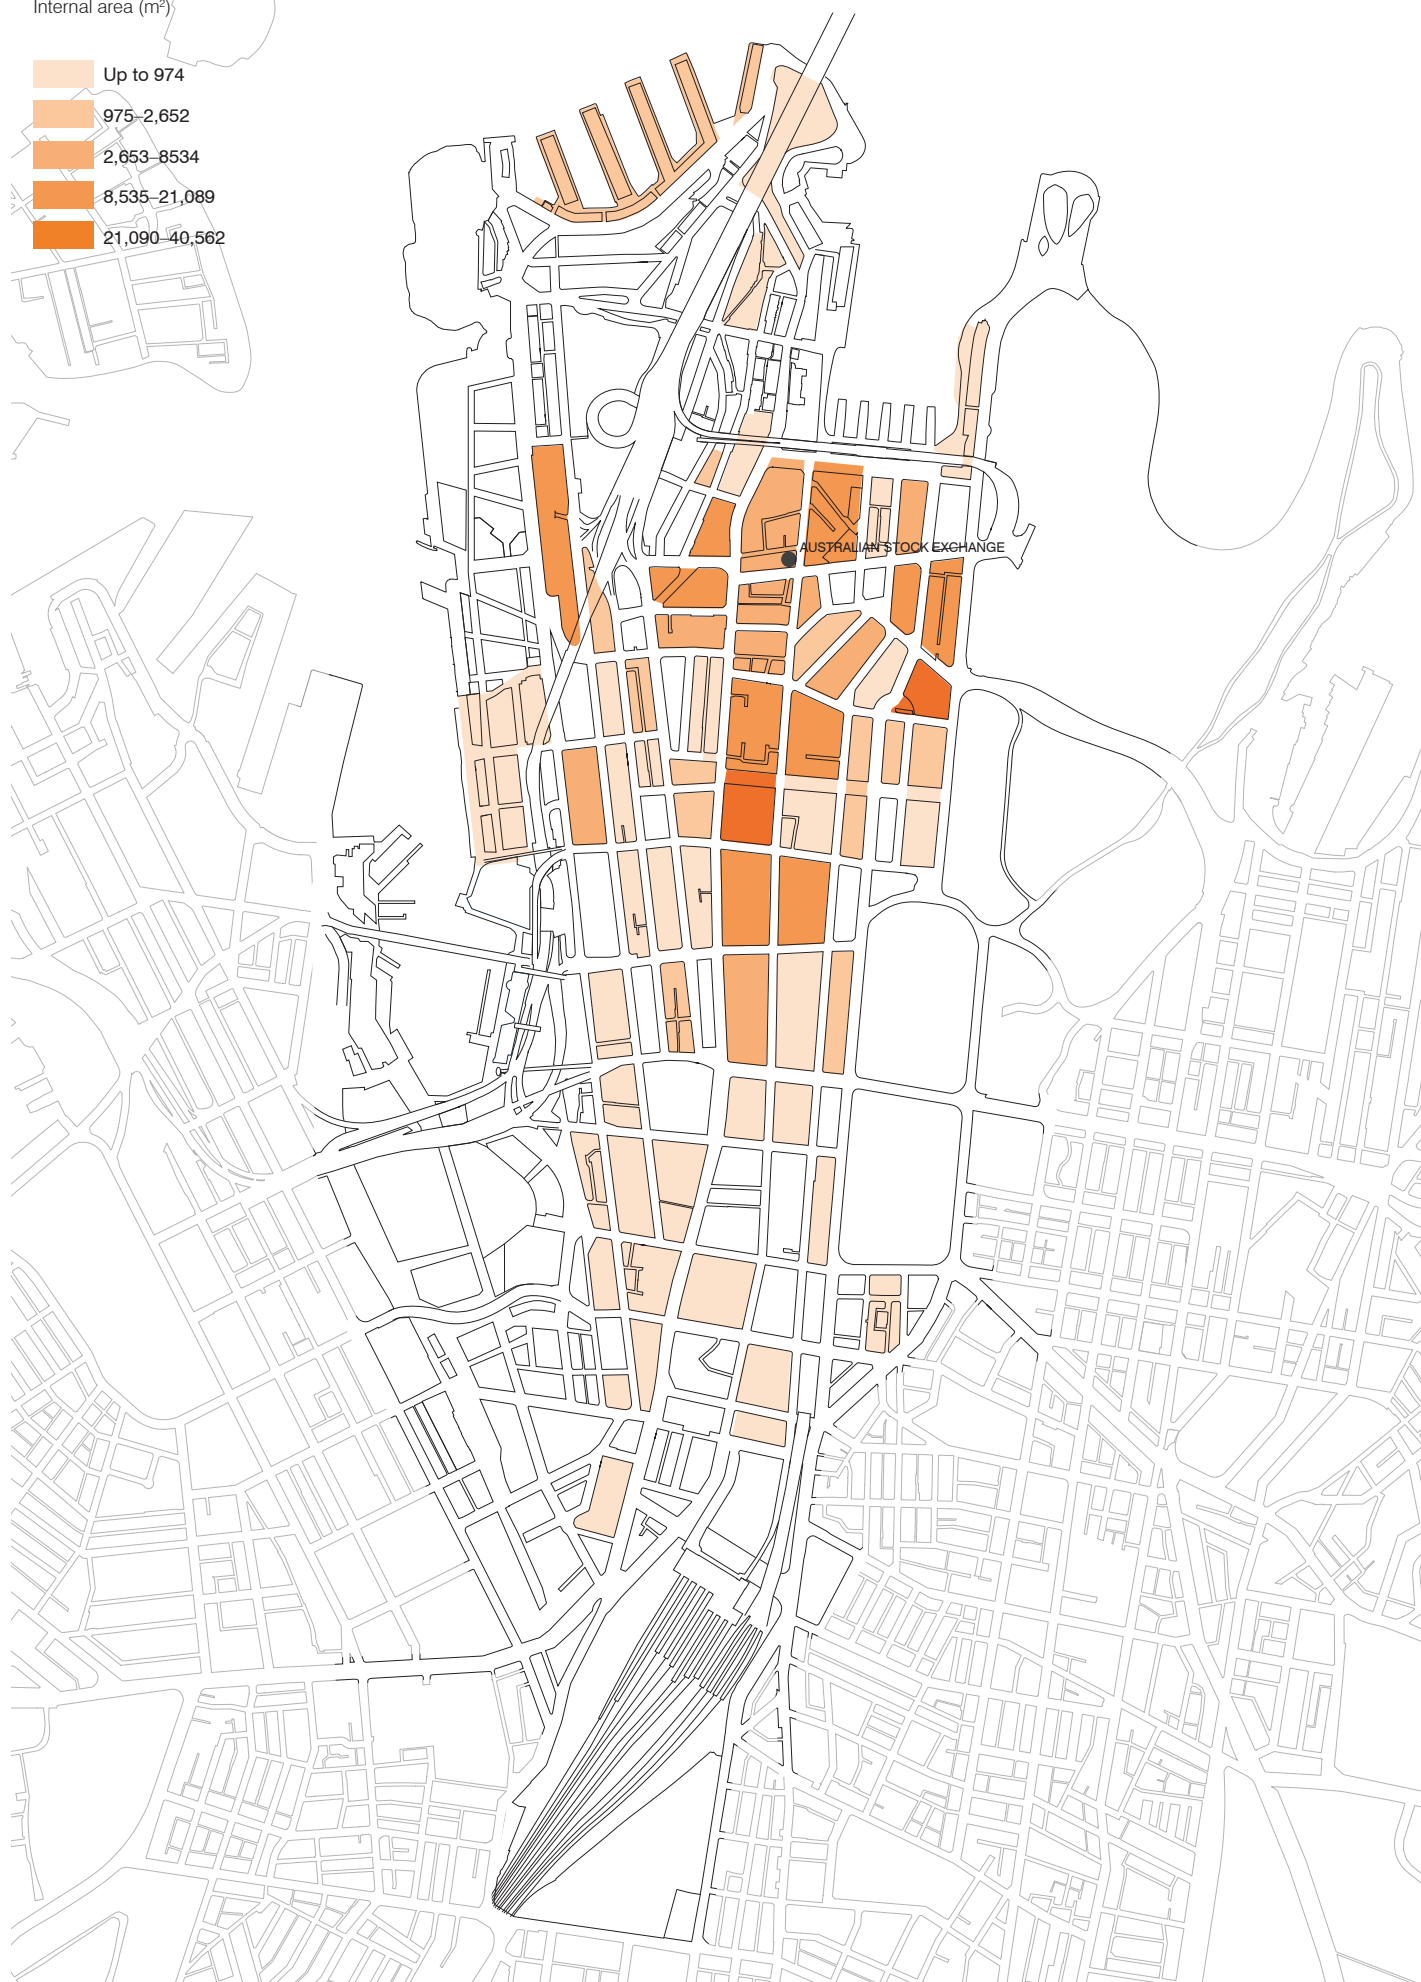 Internal area (m²)
Up to 974
975–2,652
2,653–8534
8,535–21,089
21,090–40,562
AUSTRALIAN STOCK EXCHANGE